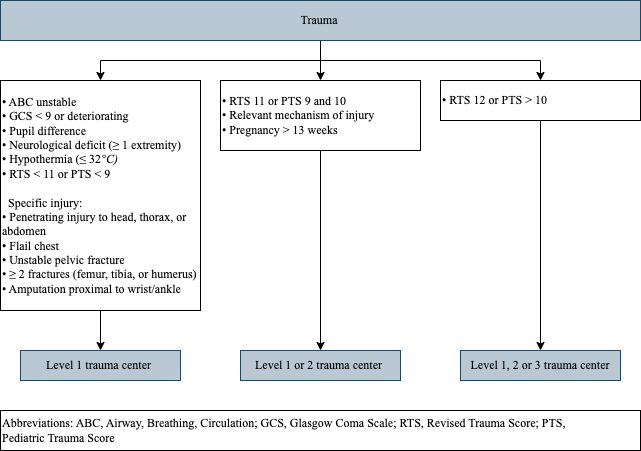 Trauma
• ABC unstable
• GCS < 9 or deteriorating
• Pupil difference
• Neurological deficit (≥ 1 extremity)
• Hypothermia (≤ 32°C)
• RTS < 11 or PTS < 9
Specific injury:
• Penetrating injury to head, thorax, or
abdomen
• Flail chest
• Unstable pelvic fracture
• ≥ 2 fractures (femur, tibia, or humerus)
• Amputation proximal to wrist/ankle
• RTS 11 or PTS 9 and 10
• Relevant mechanism of injury
• Pregnancy > 13 weeks
• RTS 12 or PTS > 10
Level 1 trauma center
Level 1 or 2 trauma center
Level 1, 2 or 3 trauma center
Abbreviations: ABC, Airway, Breathing, Circulation; GCS, Glasgow Coma Scale; RTS, Revised Trauma Score; PTS,
Pediatric Trauma Score